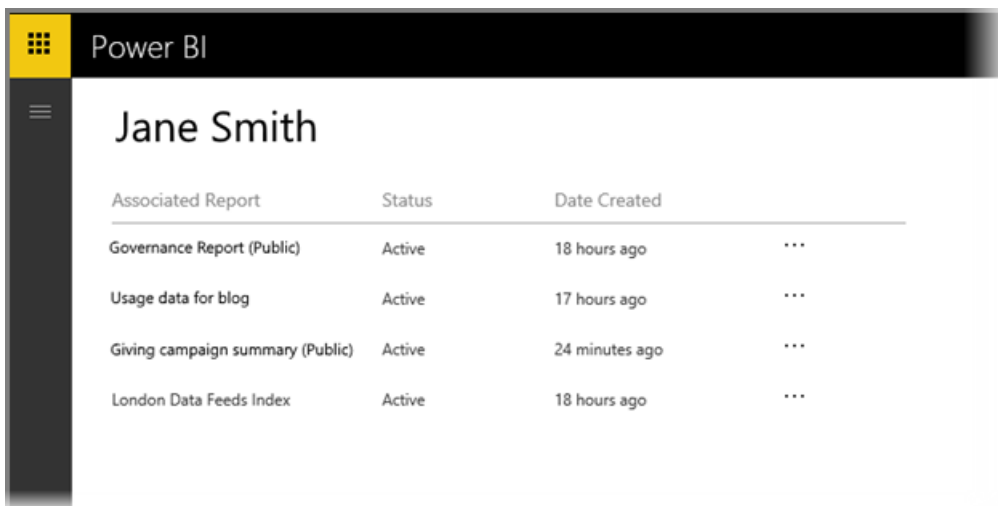 Power BI
Jane Smith
Associated Report Status Date Created
Governance Report (Public) Active 18 hours ago ...
Usage data for blog Active 17 hours ago ...
Giving campaign summary (Public) Active 24 minutes ago ...
London Data Feeds Index Active 18 hours ago ...